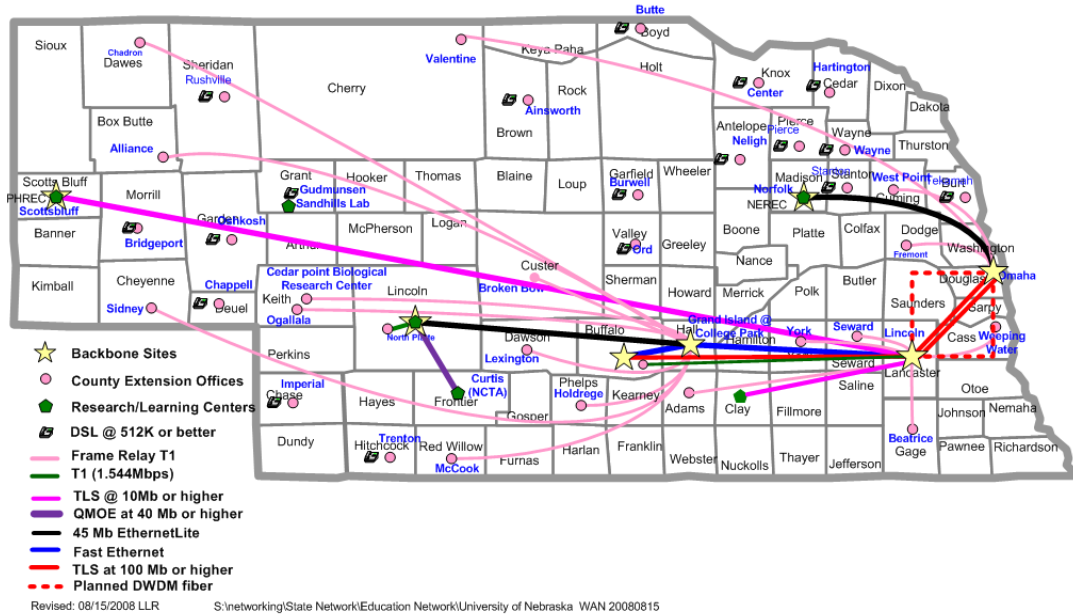 Butte
Boyd
Sioux
Chadron
Dawes
Keya Paha
Valentine
Sheridan
Rushville
Holt
Knox
Center
Hartington
Cedar
Dixon
Dakota
Cherry
Rock
Ainsworth
Brown
Box Butte
Antelope
Neligh
Pierce
Pierce
Wayne
Wayne
Thurston
Alliance
Scotts Bluff
PHREC
Scottsbluff
Morrill
Grant
Gudmunsen
Sandhills Lab
Hooker
Thomas
Blaine
Loup
Garfield
Burwell
Wheeler
Madison
Norfolk
NEREC
Stanton
Stanton
West Point
Cuming
Tekamah
Burt
Banner
Bridgeport
Garden
Oshkosh
Arthur
McPherson
Logan
Valley
Ord
Greeley
Boone
Platte
Colfax
Dodge
Fremont
Washington
Nance
Kimball
Cheyenne
Sidney
Chappell
Deuel
Cedar point Biological
Research Center
Keith
Ogallala
Lincoln
North Platte
Custer
Broken Bow
Sherman
Howard
Merrick
Polk
Butler
Saunders
Douglas
Omaha
Sarpy
Perkins
Dawson
Lexington
Buffalo
Grand Island @
College Park
Hall
Hamilton
York
York
Seward
Seward
Lincoln
Lancaster
Cass
Weeping
Water
Imperial
Chase
Hayes
Curtis
(NCTA)
Frontier
Gosper
Phelps
Holdrege
Kearney
Adams
Clay
Fillmore
Saline
Otoe
Dundy
Trenton
Hitchcock
Red Willow
McCook
Furnas
Harlan
Franklin
Webster
Nuckolls
Thayer
Jefferson
Beatrice
Gage
Johnson
Nemaha
Pawnee
Richardson
Backbone Sites
County Extension Offices
Research/Learning Centers
DSL @ 512K or better
Frame Relay T1
T1 (1.544Mbps)
TLS @ 10Mb or higher
QMOE at 40 Mb or higher
45 Mb EthernetLite
Fast Ethernet
TLS at 100 Mb or higher
Planned DWDM fiber
Revised: 08/15/2008 LLR S:\networking\State Network\Education Network\University of Nebraska WAN 20080815